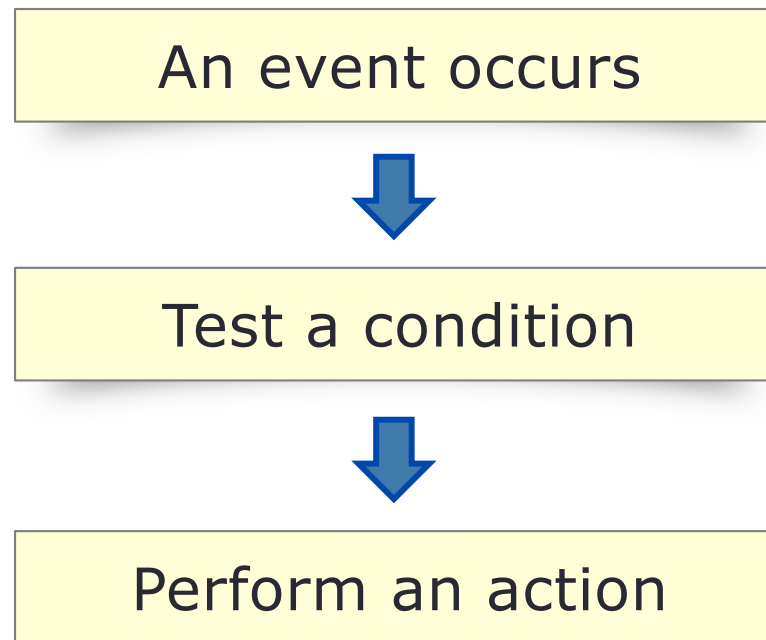 An event occurs
Test a condition
Perform an action